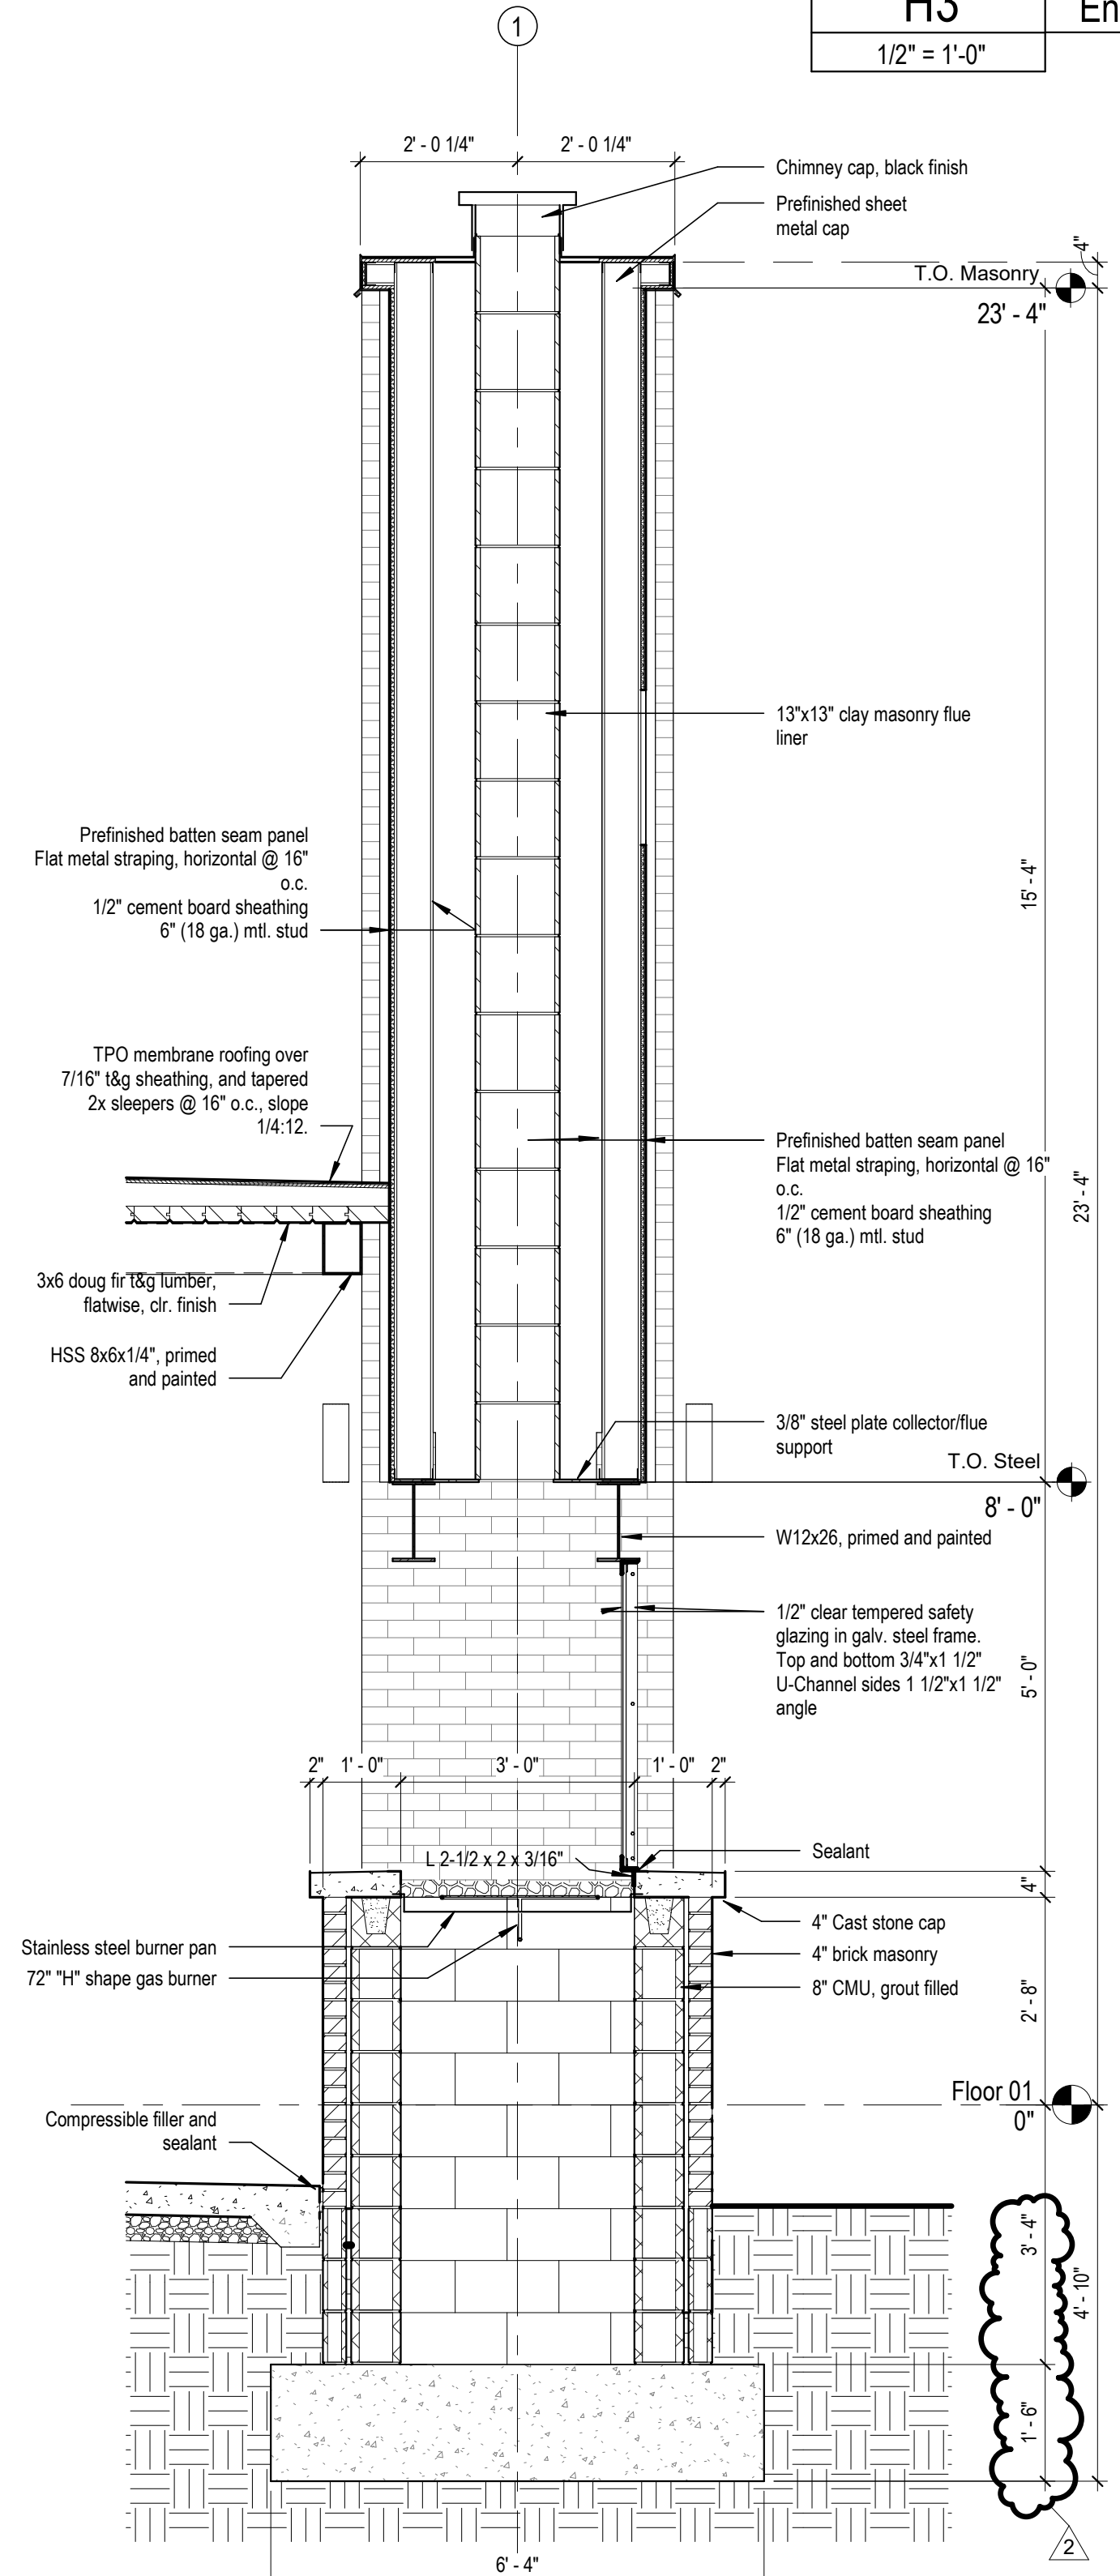 H3
En
1/2" = 1'-0"
1
2' - 0 1/4"
2' - 0 1/4"
Chimney cap, black finish
Prefinished sheet
metal cap
4"
T.O. Masonry
23' - 4"
13"x13" clay masonry flue
liner
Prefinished batten seam panel
Flat metal straping, horizontal @ 16"
o.c.
1/2" cement board sheathing
6" (18 ga.) mtl. stud
15' - 4"
TPO membrane roofing over
7/16" t&g sheathing, and tapered
2x sleepers @ 16" o.c., slope
1/4:12.
Prefinished batten seam panel
Flat metal straping, horizontal @ 16"
o.c.
1/2" cement board sheathing
6" (18 ga.) mtl. stud
23' - 4"
3x6 doug fir t&g lumber,
flatwise, clr. finish
HSS 8x6x1/4", primed
and painted
3/8" steel plate collector/flue
support
T.O. Steel
8' - 0"
W12x26, primed and painted
1/2" clear tempered safety
glazing in galv. steel frame.
Top and bottom 3/4"x1 1/2"
U-Channel sides 1 1/2"x1 1/2"
angle
5' - 0"
2"
1' - 0"
3' - 0"
1' - 0"
2"
L 2-1/2 x 2 x 3/16"
Sealant
4"
4" Cast stone cap
Stainless steel burner pan
4" brick masonry
72" "H" shape gas burner
8" CMU, grout filled
2' - 8"
Floor 01
0"
Compressible filler and
sealant
3' - 4"
4' - 10"
1' - 6"
2
6' - 4"